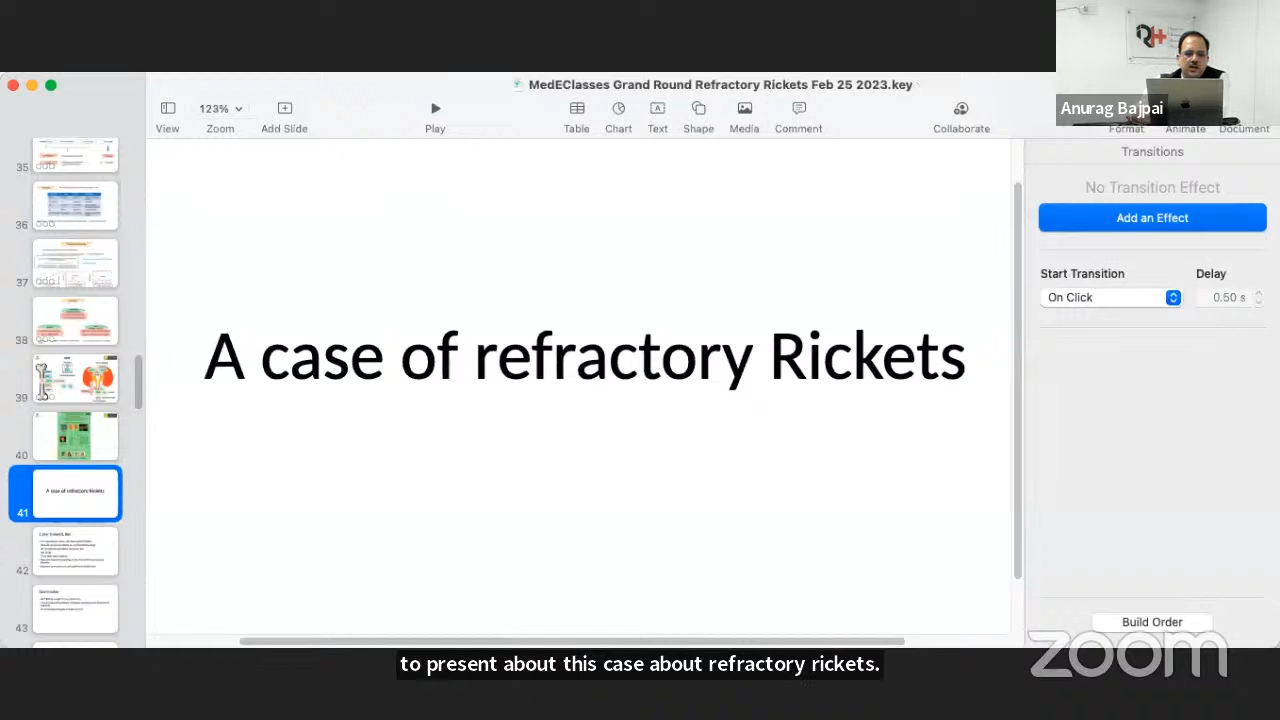 MedEClasses Grand Round Refractory Rickets Feb 25 2023.key
123%
View Zoom Add Slide Play Table Chart Text Shape Media Comment Collaborate Format Animate Document
Anurag Bajpai
Transitions
No Transition Effect
Add an Effect
Start Transition Delay
On Click 0.50 s
35
36
37
38
39
40
A case of refractory Rickets
41
42
43
A case of refractory Rickets
Build Order
zoom
to present about this case about refractory rickets.